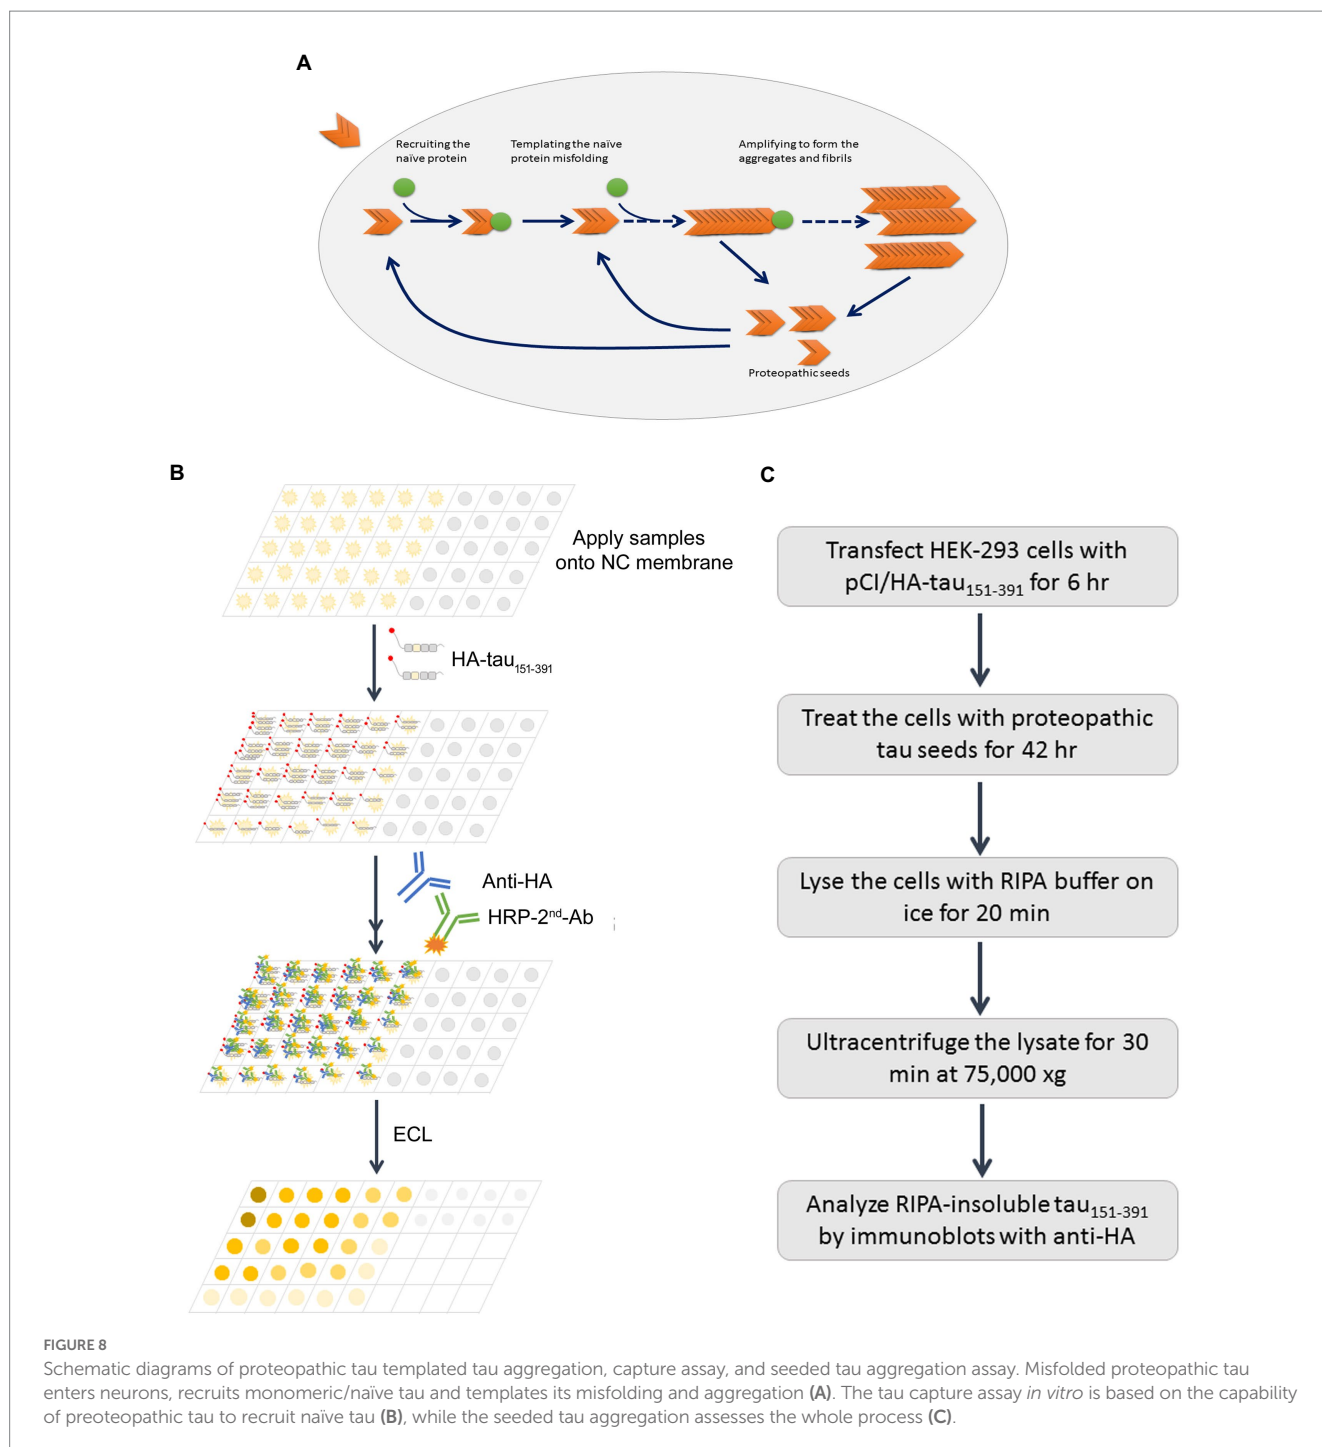 A
Recruiting the
naïve protein
Templating the naïve
protein misfolding
Amplifying to form the
aggregates and fibrils
Proteopathic seeds
B
Apply samples
onto NC membrane
HA-tau151-391
Anti-HA
HRP-2nd-Ab
ECL
C
Transfect HEK-293 cells with
pCI/HA-tau151-391 for 6 hr
Treat the cells with proteopathic
tau seeds for 42 hr
Lyse the cells with RIPA buffer on
ice for 20 min
Ultracentrifuge the lysate for 30
min at 75,000 xg
Analyze RIPA-insoluble tau151-391
by immunoblots with anti-HA
FIGURE 8
Schematic diagrams of proteopathic tau templated tau aggregation, capture assay, and seeded tau aggregation assay. Misfolded proteopathic tau
enters neurons, recruits monomeric/naïve tau and templates its misfolding and aggregation (A). The tau capture assay in vitro is based on the capability
of preoteopathic tau to recruit naïve tau (B), while the seeded tau aggregation assesses the whole process (C).